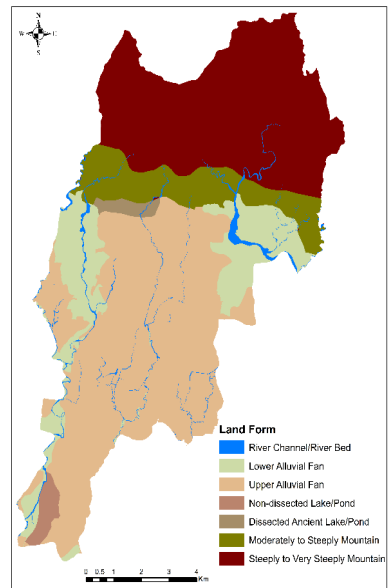 N
W E
S
Land Form
River Channel/River Bed
Lower Alluvial Fan
Upper Alluvial Fan
Non-dissected Lake/Pond
Dissected Ancient Lake/Pond
Moderately to Steeply Mountain
Steeply to Very Steeply Mountain
0 0.5 1 2 3 4
Km